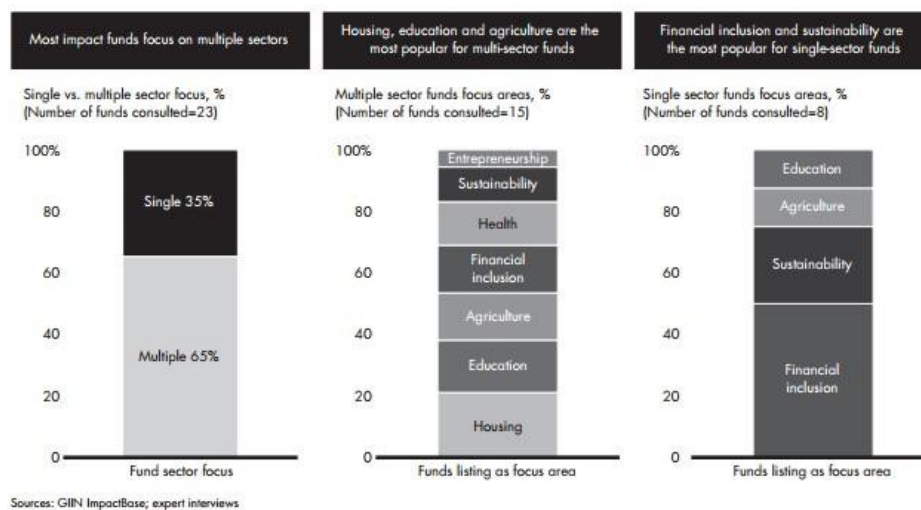 Most impact funds focus on multiple sectors
Housing, education and agriculture are the
most popular for multi-sector funds
Financial inclusion and sustainability are
the most popular for single-sector funds
Single vs. multiple sector focus, %
(Number of funds consulted=23)
100%
80
60
40
20
0
Single 35%
Multiple 65%
Fund sector focus
Multiple sectors funds focus areas, %
(Number of funds consulted=15)
100%
80
60
40
20
0
Entrepreneurship
Sustainability
Health
Financial
inclusion
Agriculture
Education
Housing
Funds listing as focus area
Single sector funds focus areas, %
(Number of funds consulted=8)
100%
80
60
40
20
0
Education
Agriculture
Sustainability
Financial
inclusion
Funds listing as focus area
Sources: GIIN ImpactBase; expert interviews